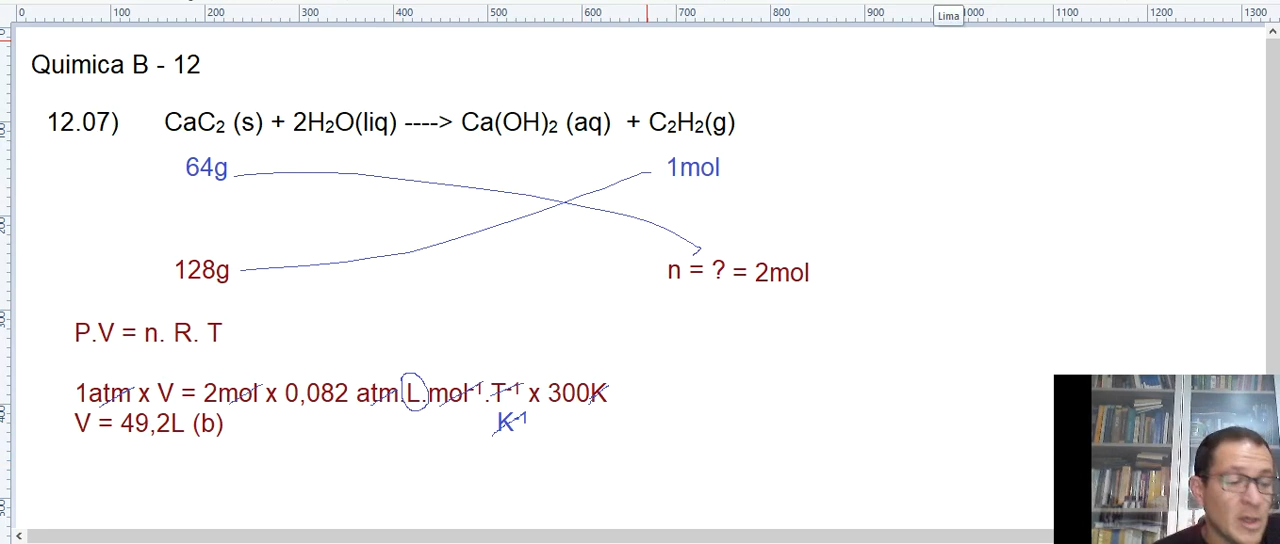 0 100 200 300 400 500 600 700 800 900 1000 1100 1200 1300
Lima
Quimica B - 12
12.07) CaC₂ (s) + 2H₂O(liq) ----> Ca(OH)₂ (aq) + C₂H₂(g)
64g 1mol
128g n = ? = 2mol
P.V = n. R. T
1atm x V = 2mol x 0,082 atm.L.mol⁻¹.T⁻¹ x 300K
V = 49,2L (b) K⁻¹